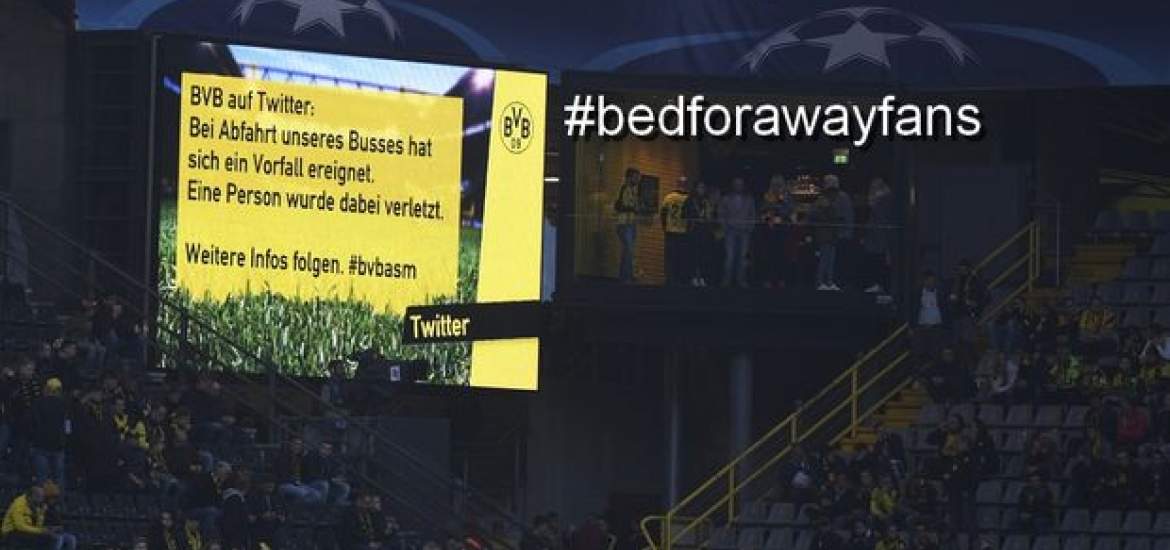 BVB auf Twitter:
Bei Abfahrt unseres Busses hat
sich ein Vorfall ereignet.
Eine Person wurde dabei verletzt.
Weitere Infos folgen. #bvbasm
BVB
09
Twitter
#bedforawayfans